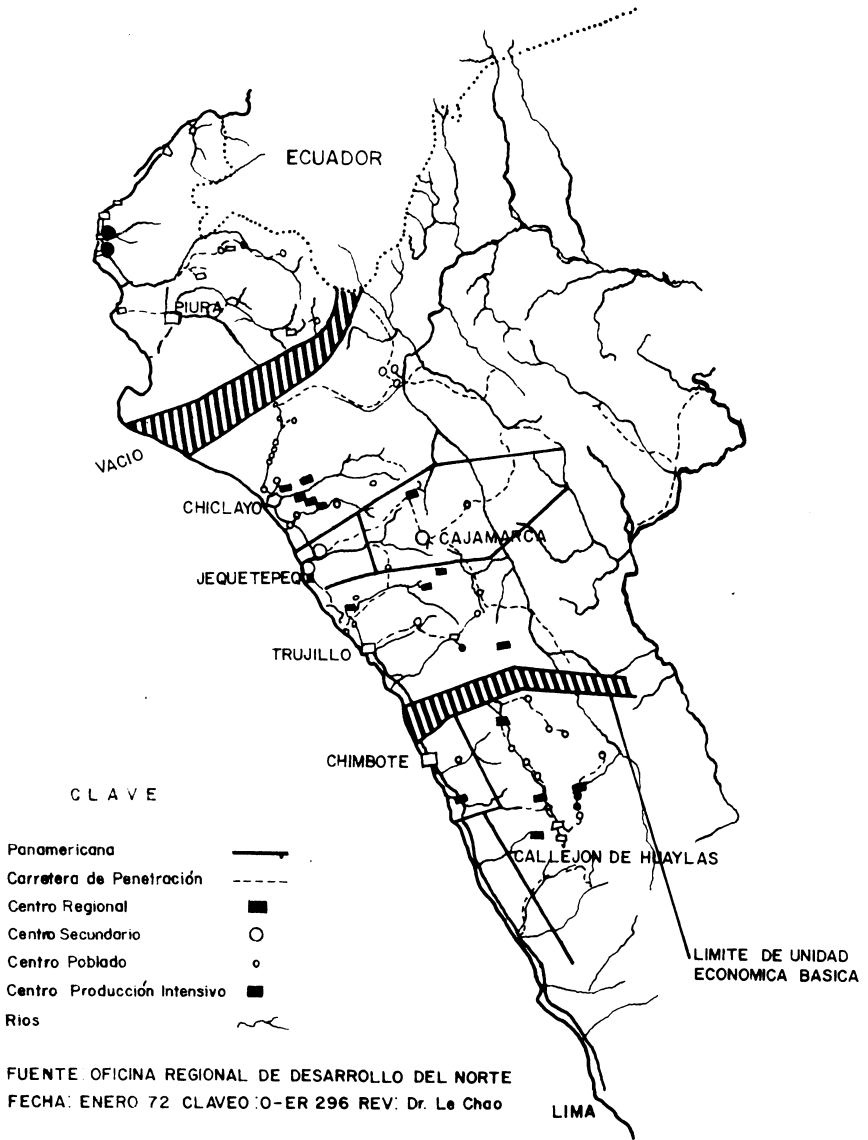 ECUADOR
PIURA
VACIO
CHICLAYO
CAJAMARCA
JEQUETEPEQ
TRUJILLO
CHIMBOTE
CALLEJON DE HUAYLAS
LIMITE DE UNIDAD
ECONOMICA BASICA
LIMA
CLAVE
Panamericana
Carretera de Penetración
Centro Regional
Centro Secundario
Centro Poblado
Centro Producción Intensivo
Rios
FUENTE. OFICINA REGIONAL DE DESARROLLO DEL NORTE
FECHA: ENERO 72 CLAVEO:O-ER 296 REV: Dr. Le Chao